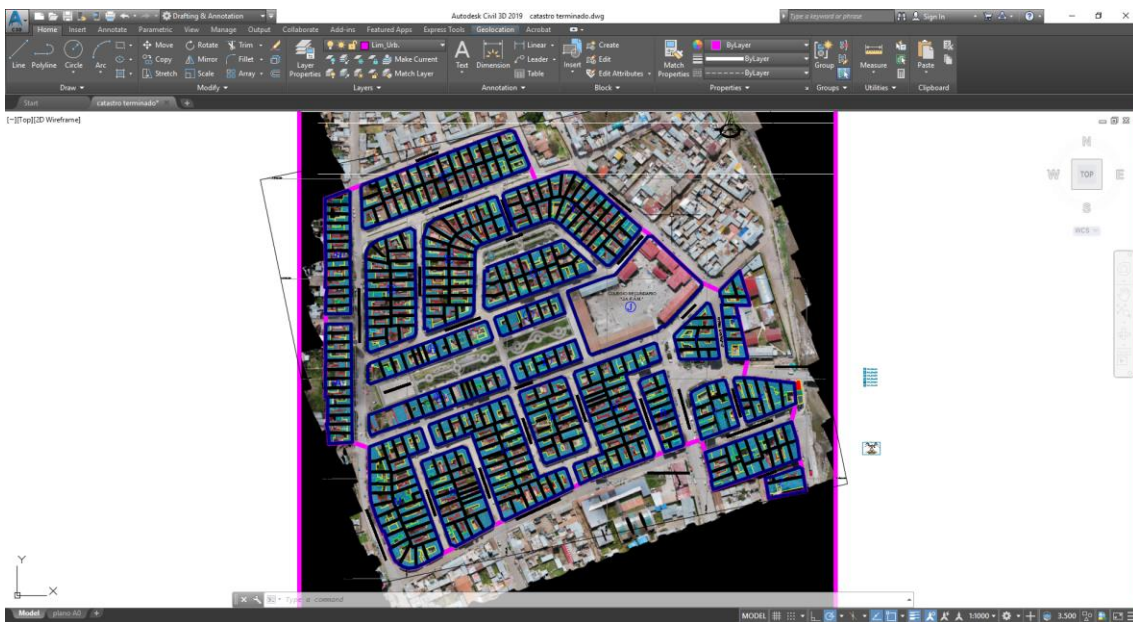 Drafting & Annotation
Autodesk Civil 3D 2019 catastro terminado.dwg
Type a keyword or phrase
Sign In
Home Insert Annotate Parametric View Manage Output Collaborate Add-ins Featured Apps Express Tools Geolocation Acrobat
Line Polyline Circle Arc
Move Rotate Trim
Copy Mirror Fillet
Stretch Scale Array
Layer Properties
Lim_Urb.
Make Current
Match Layer
Text Dimension
Linear
Leader
Table
Insert
Create
Edit
Edit Attributes
Match Properties
ByLayer
ByLayer
ByLayer
Group
Measure
Paste
Draw Modify Layers Annotation Block Properties Groups Utilities Clipboard
Start catastro terminado*
[−][Top][2D Wireframe]
N
W TOP E
WCS
Y
X
Type a command
Model plano A0 +
MODEL 1:1000 3.500